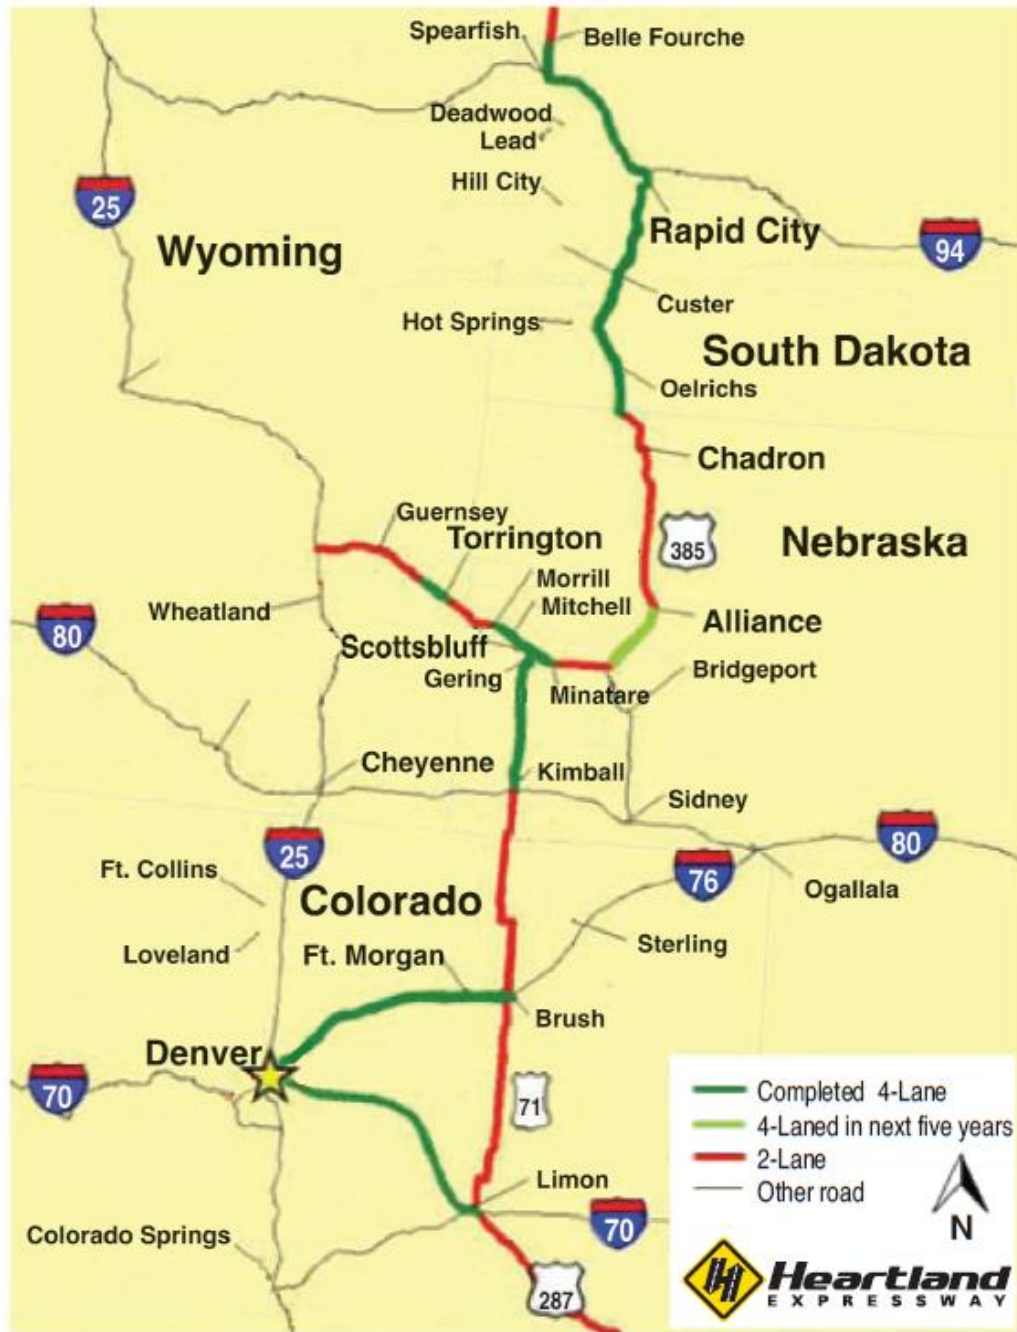 Spearfish
Belle Fourche
Deadwood
Lead
Hill City
25
Wyoming
Rapid City
94
Custer
Hot Springs
South Dakota
Oelrichs
Chadron
Guernsey
Torrington
385
Nebraska
Morrill
Mitchell
Wheatland
80
Scottsbluff
Alliance
Gering
Bridgeport
Minatare
Cheyenne
Kimball
Sidney
25
80
Ft. Collins
76
Colorado
Ogallala
Loveland
Ft. Morgan
Sterling
Brush
Denver
70
71
Completed 4-Lane
4-Laned in next five years
2-Lane
Other road
N
Limon
70
Colorado Springs
287
Heartland
EXPRESSWAY